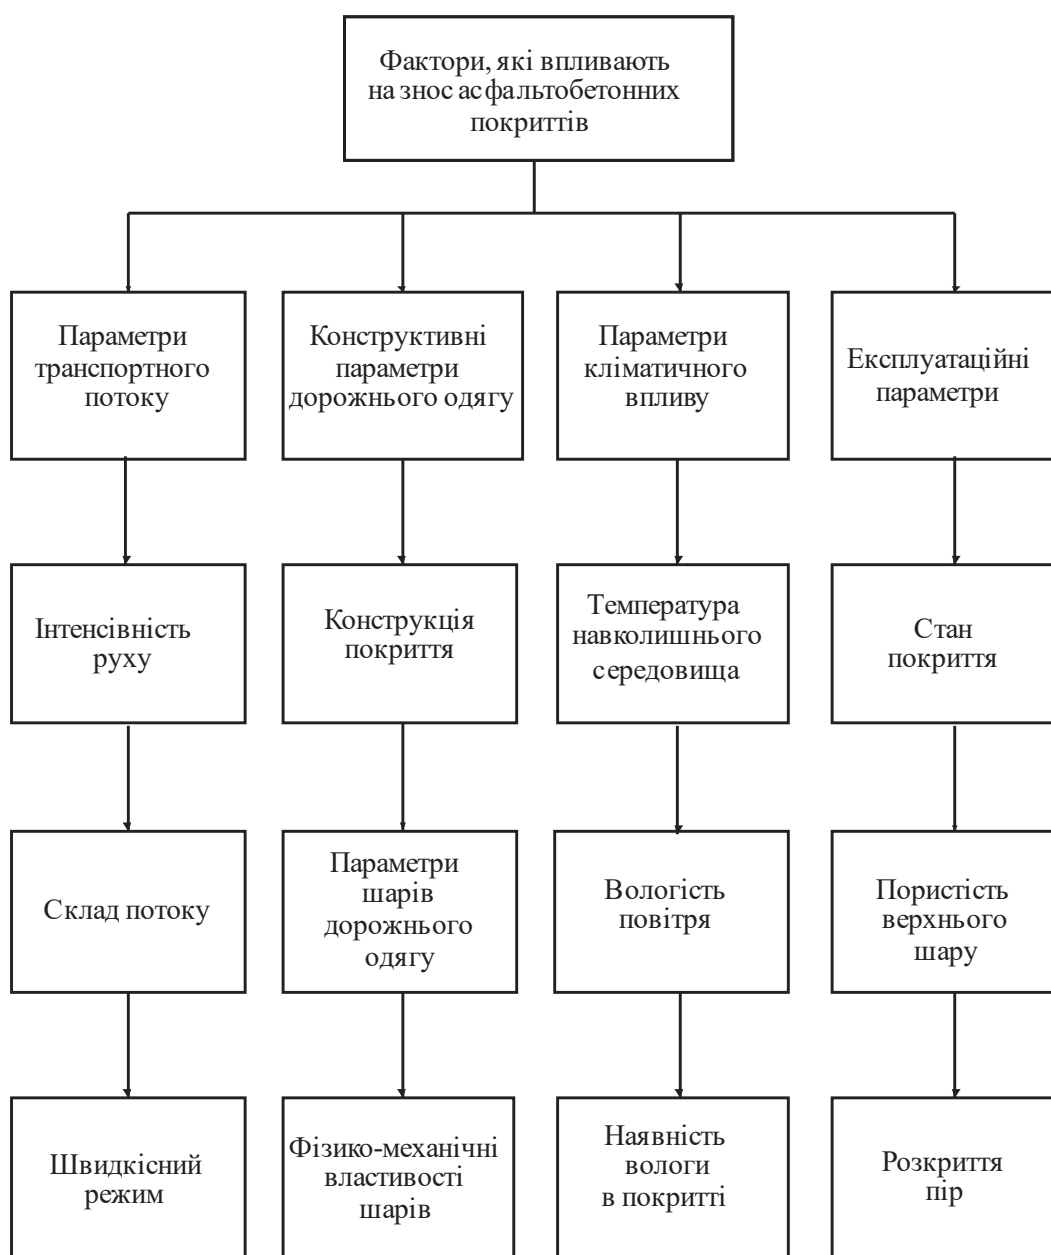 Фактори, які впливають
на знос асфальтобетонних
покриттів
Параметри
транспортного
потоку
Конструктивні
параметри
дорожнього одягу
Параметри
кліматичного
впливу
Експлуатаційні
параметри
Інтенсівність
руху
Конструкція
покриття
Температура
навколишнього
середовища
Стан
покриття
Склад потоку
Параметри
шарів
дорожнього
одягу
Вологість
повітря
Пористість
верхнього
шару
Швидкісний
режим
Фізико-механічні
властивості
шарів
Наявність
вологи
в покритті
Розкриття
пір